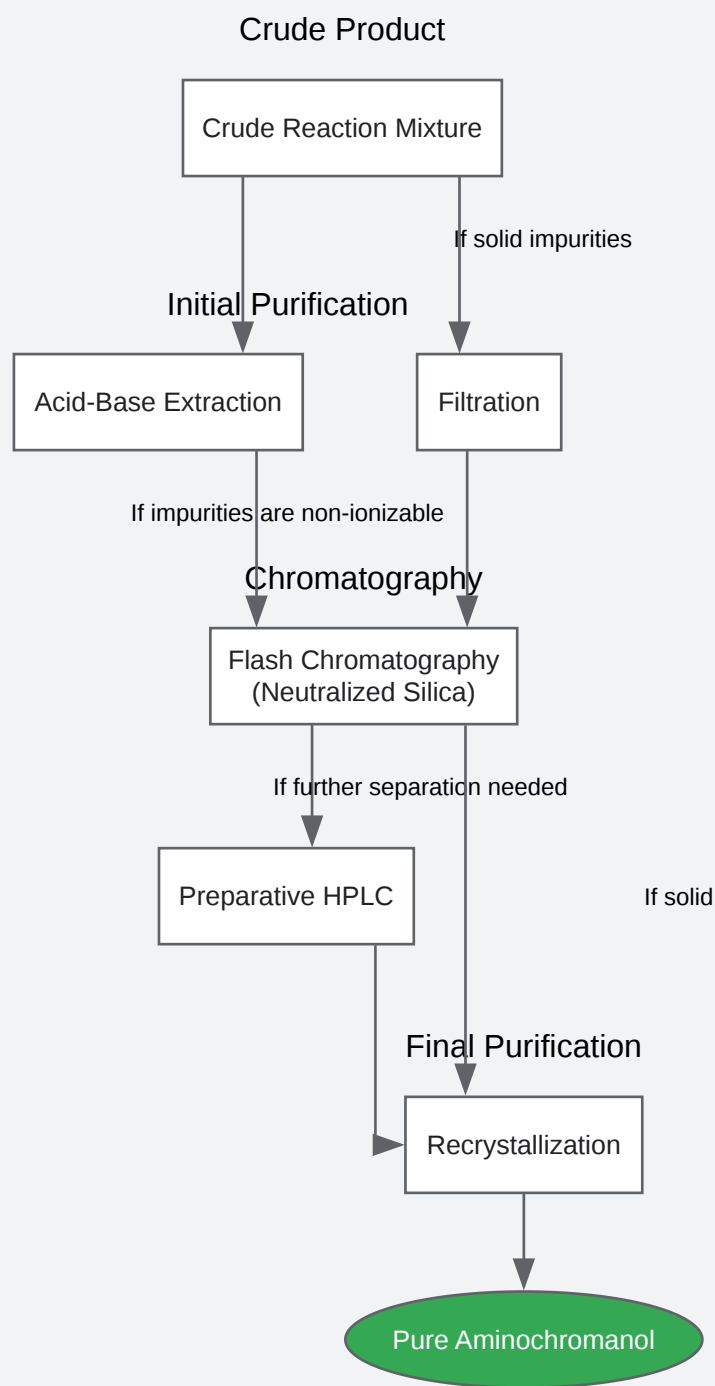 Crude Product
Crude Reaction Mixture
If solid impurities
Initial Purification
Acid-Base Extraction
Filtration
If impurities are non-ionizable
Chromatography
Flash Chromatography
(Neutralized Silica)
If further separation needed
Preparative HPLC
If solid
Final Purification
Recrystallization
Pure Aminochromanol